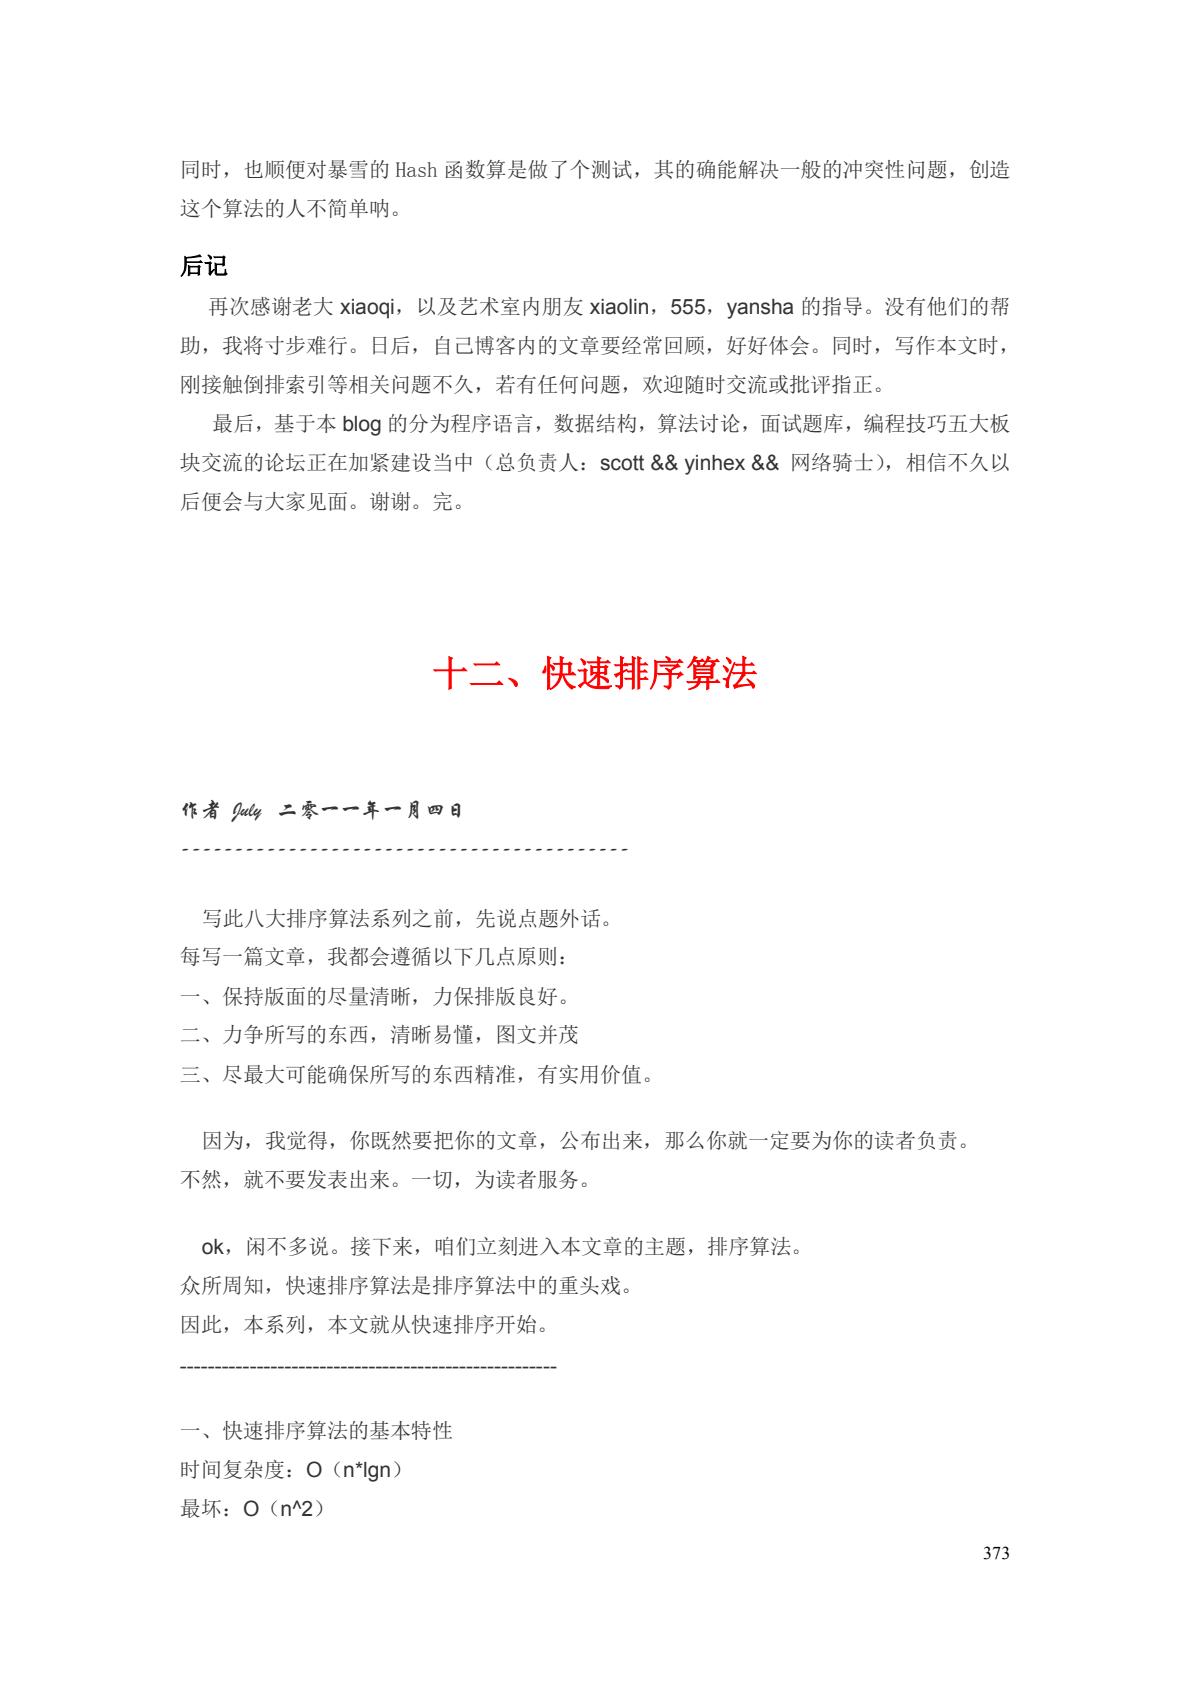 同时，也顺便对暴雪的 Hash 函数算是做了个测试，其的确能解决一般的冲突性问题，创造
这个算法的人不简单呐。
后记
再次感谢老大 xiaoqi，以及艺术室内朋友 xiaolin，555，yansha 的指导。没有他们的帮
助，我将寸步难行。日后，自己博客内的文章要经常回顾，好好体会。同时，写作本文时，
刚接触倒排索引等相关问题不久，若有任何问题，欢迎随时交流或批评指正。
最后，基于本 blog 的分为程序语言，数据结构，算法讨论，面试题库，编程技巧五大板
块交流的论坛正在加紧建设当中（总负责人：scott && yinhex && 网络骑士），相信不久以
后便会与大家见面。谢谢。完。
十二、快速排序算法
作者 July 二零一一年一月四日
------------------------------------------
写此八大排序算法系列之前，先说点题外话。
每写一篇文章，我都会遵循以下几点原则：
一、保持版面的尽量清晰，力保排版良好。
二、力争所写的东西，清晰易懂，图文并茂
三、尽最大可能确保所写的东西精准，有实用价值。
因为，我觉得，你既然要把你的文章，公布出来，那么你就一定要为你的读者负责。
不然，就不要发表出来。一切，为读者服务。
ok，闲不多说。接下来，咱们立刻进入本文章的主题，排序算法。
众所周知，快速排序算法是排序算法中的重头戏。
因此，本系列，本文就从快速排序开始。
------------------------------------------------------
一、快速排序算法的基本特性
时间复杂度：O（n*lgn）
最坏：O（n^2）
373